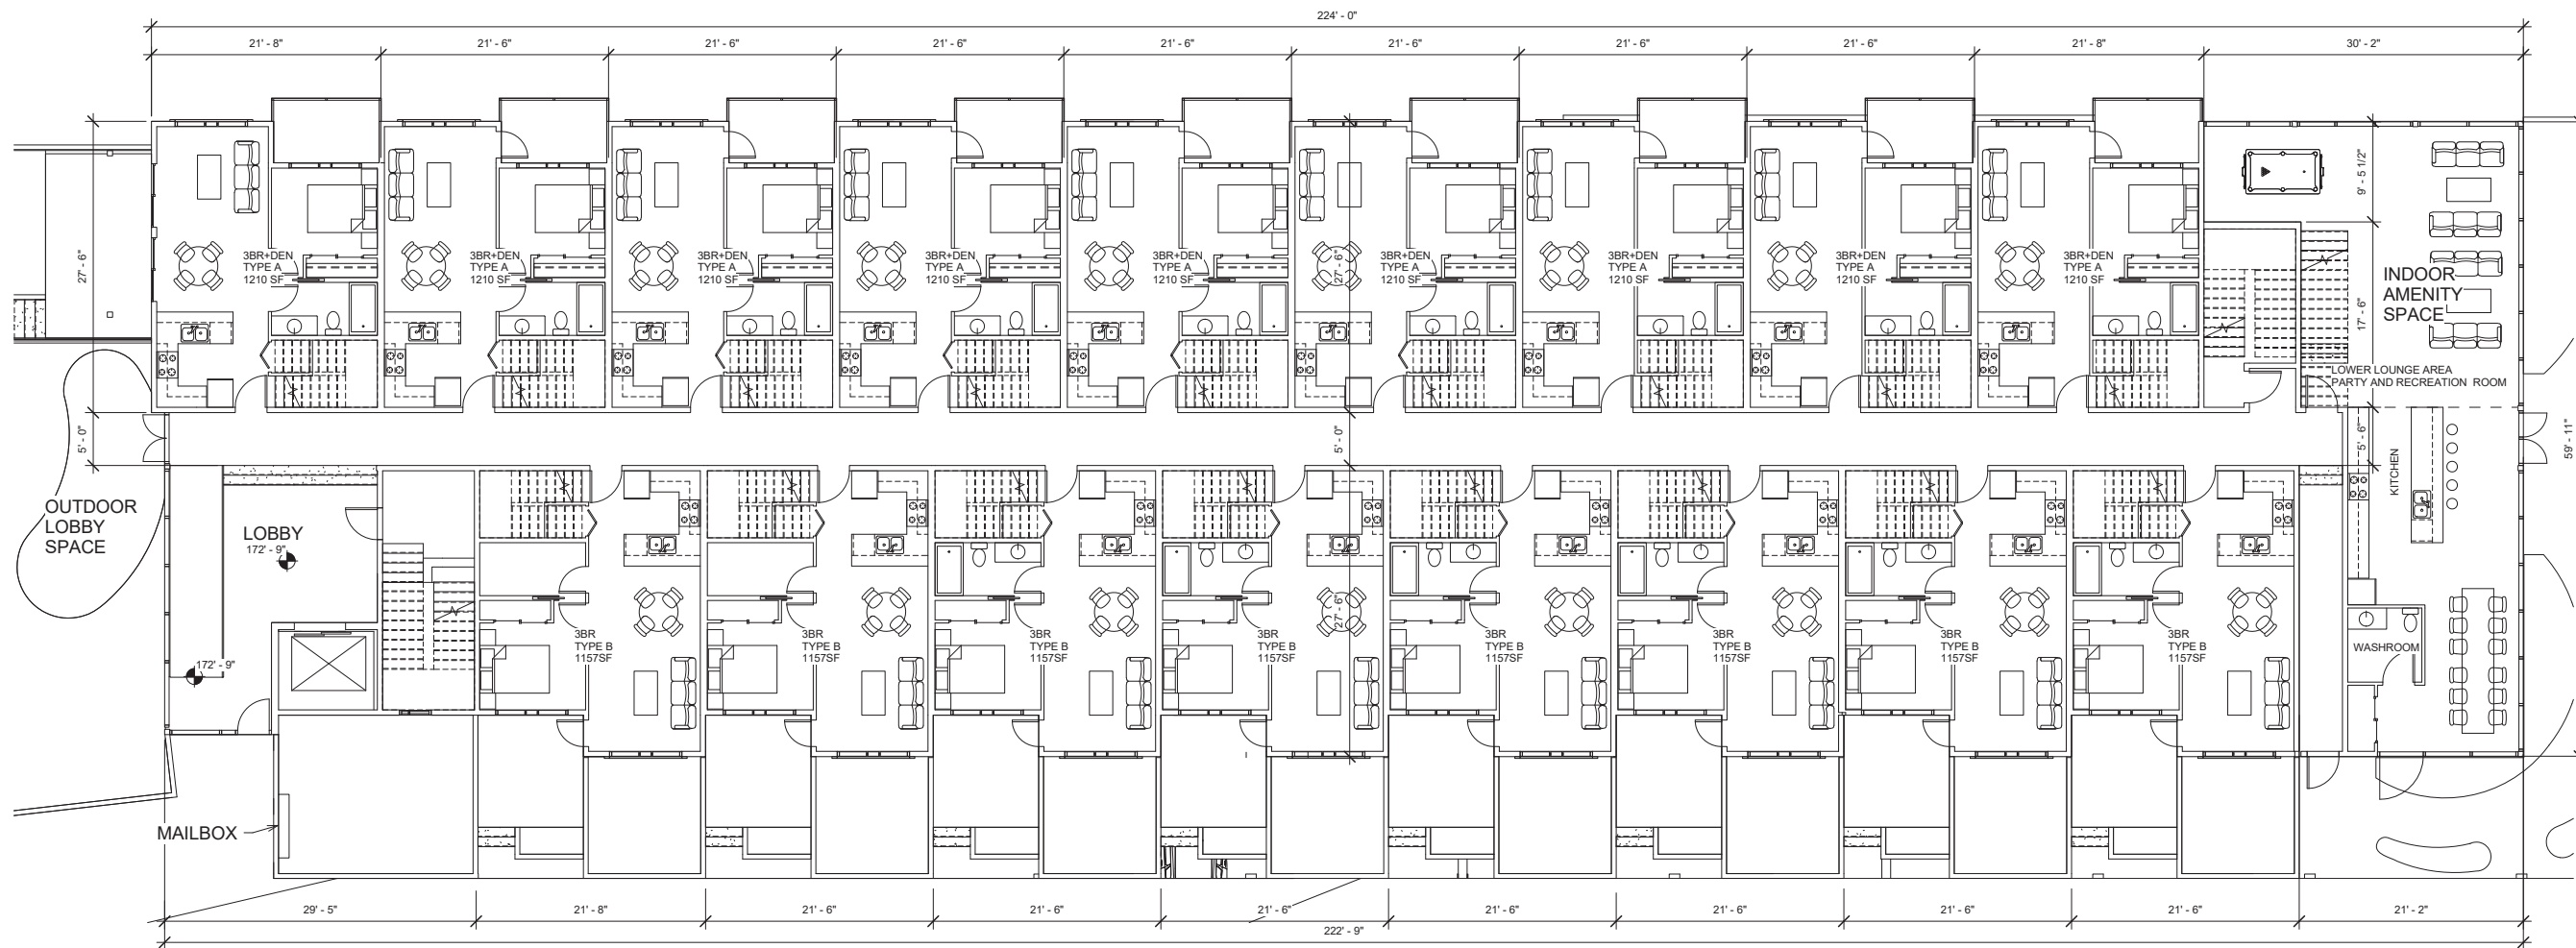 224' - 0"
21' - 8"
21' - 6"
21' - 6"
21' - 6"
21' - 6"
21' - 6"
21' - 6"
21' - 6"
21' - 8"
30' - 2"
27' - 6"
5' - 0"
3BR+DEN
TYPE A
1210 SF
3BR+DEN
TYPE A
1210 SF
3BR+DEN
TYPE A
1210 SF
3BR+DEN
TYPE A
1210 SF
3BR+DEN
TYPE A
1210 SF
27' - 6"
3BR+DEN
TYPE A
1210 SF
3BR+DEN
TYPE A
1210 SF
3BR+DEN
TYPE A
1210 SF
3BR+DEN
TYPE A
1210 SF
9' - 5 1/2"
17' - 6"
INDOOR
AMENITY
SPACE
LOWER LOUNGE AREA
PARTY AND RECREATION ROOM
5' - 0"
5' - 6"
KITCHEN
59' - 11"
OUTDOOR
LOBBY
SPACE
LOBBY
172' - 9"
172' - 9"
3BR
TYPE B
1157SF
3BR
TYPE B
1157SF
3BR
TYPE B
1157SF
3BR
TYPE B
1157SF
27' - 6"
3BR
TYPE B
1157SF
3BR
TYPE B
1157SF
3BR
TYPE B
1157SF
3BR
TYPE B
1157SF
WASHROOM
MAILBOX
29' - 5"
21' - 8"
21' - 6"
21' - 6"
21' - 6"
21' - 6"
21' - 6"
21' - 6"
21' - 6"
21' - 2"
222' - 9"